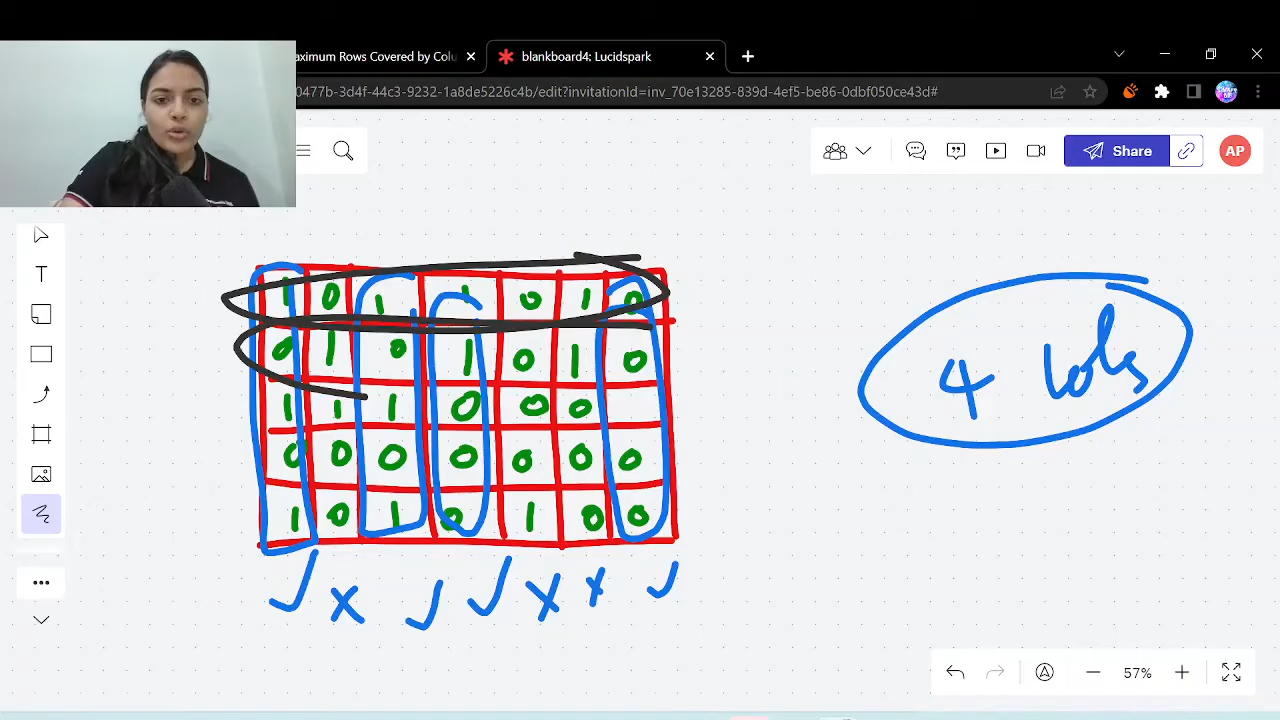 aximum Rows Covered by Colu
blankboard4: Lucidspark
0477b-3d4f-44c3-9232-1a8de5226c4b/edit?invitationId=inv_70e13285-839d-4ef5-be86-0dbf050ce43d#
Share
AP
T
1 0 1 1 0 1 0
0 1 0 1 0 1 0
1 1 1 0 0 0
0 0 0 0 0 0 0
1 0 1 0 1 0 0
✓ x ✓ ✓ x x ✓
4 cols
57%